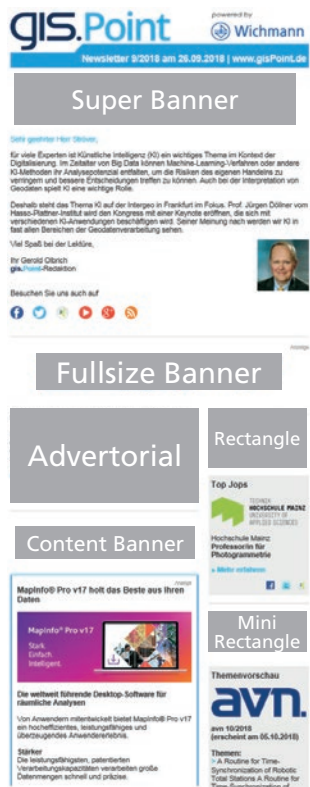 gis.Point
powered by
Wichmann
Newsletter 9/2018 am 26.09.2018 | www.gisPoint.de
Super Banner
Sehr geehrter Herr Ströver,
für viele Experten ist Künstliche Intelligenz (KI) ein wichtiges Thema im Kontext der
Digitalisierung. Im Zeitalter von Big Data können Machine-Learning-Verfahren oder andere
KI-Methoden ihr Analysepotenzial entfalten, um die Risiken des eigenen Handelns zu
verringern und bessere Entscheidungen treffen zu können. Auch bei der Interpretation von
Geodaten spielt KI eine wichtige Rolle.
Deshalb steht das Thema KI auf der Intergeo in Frankfurt im Fokus. Prof. Jürgen Döllner vom
Hasso-Plattner-Institut wird den Kongress mit einer Keynote eröffnen, die sich mit
verschiedenen KI-Anwendungen beschäftigen wird. Seiner Meinung nach werden wir KI in
fast allen Bereichen der Geodatenverarbeitung sehen.
Viel Spaß bei der Lektüre,
Ihr Gerold Olbrich
gis.Point-Redaktion
Besuchen Sie uns auch auf
Anzeige
Fullsize Banner
Advertorial
Content Banner
Anzeige
MapInfo® Pro v17 holt das Beste aus Ihren
Daten
MapInfo® Pro v17
Stark.
Einfach.
Intelligent.
Die weltweit führende Desktop-Software für
räumliche Analysen
Von Anwendern mitentwickelt bietet MapInfo® Pro v17
ein hocheffizientes, leistungsfähiges und
überzeugendes Anwendererlebnis.
Stärker
Die leistungsfähigsten, patentierten
Verarbeitungskapazitäten verarbeiten große
Datenmengen schnell und präzise.
Rectangle
Top Jops
TECHNIK
HOCHSCHULE MAINZ
UNIVERSITY OF
APPLIED SCIENCES
Hochschule Mainz
Professor/in für
Photogrammetrie
» Mehr erfahren
Mini
Rectangle
Themenvorschau
avn.
avn 10/2018
(erscheint am 05.10.2018)
Themen:
> A Routine for Time-
Synchronization of Robotic
Total Stations A Routine for
Time-Synchronization of